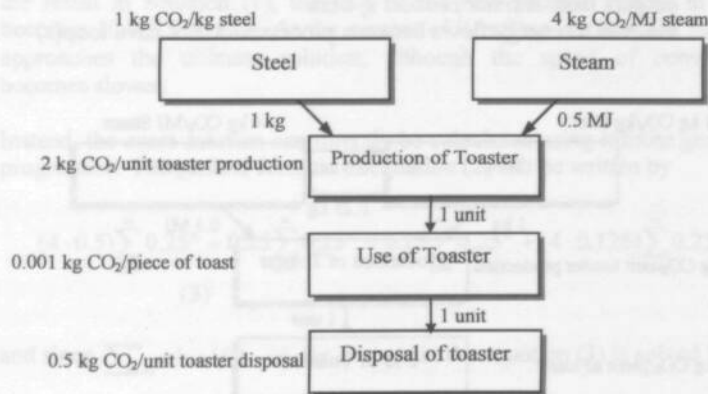 1 kg CO₂/kg steel
4 kg CO₂/MJ steam
Steel
Steam
1 kg
0.5 MJ
2 kg CO₂/unit toaster production
Production of Toaster
1 unit
0.001 kg CO₂/piece of toast
Use of Toaster
1 unit
0.5 kg CO₂/unit toaster disposal
Disposal of toaster